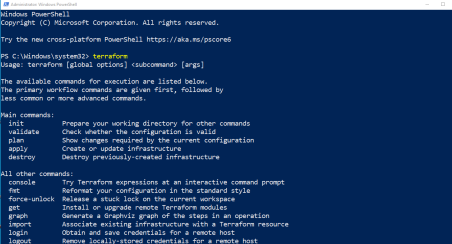 Administrator: Windows PowerShell
Windows PowerShell
Copyright (C) Microsoft Corporation. All rights reserved.
Try the new cross-platform PowerShell https://aka.ms/pscore6
PS C:\Windows\system32> terraform
Usage: terraform [global options] <subcommand> [args]
The available commands for execution are listed below.
The primary workflow commands are given first, followed by
less common or more advanced commands.
Main commands:
init Prepare your working directory for other commands
validate Check whether the configuration is valid
plan Show changes required by the current configuration
apply Create or update infrastructure
destroy Destroy previously-created infrastructure
All other commands:
console Try Terraform expressions at an interactive command prompt
fmt Reformat your configuration in the standard style
force-unlock Release a stuck lock on the current workspace
get Install or upgrade remote Terraform modules
graph Generate a Graphviz graph of the steps in an operation
import Associate existing infrastructure with a Terraform resource
login Obtain and save credentials for a remote host
logout Remove locally-stored credentials for a remote host